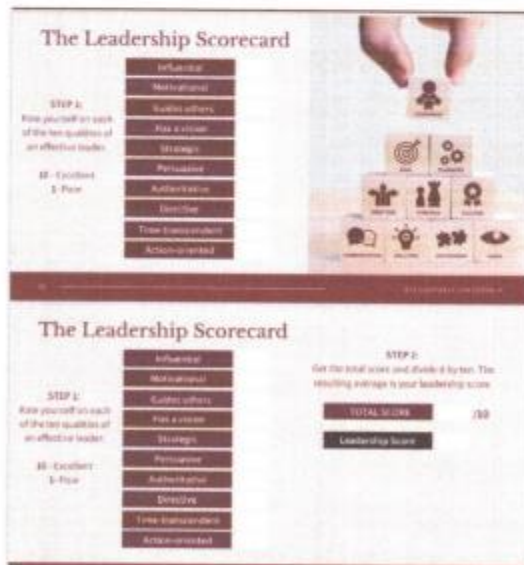 The Leadership Scorecard
STEP 1:
Rate yourself on each
of the ten qualities of
an effective leader.
10 - Excellent
1- Poor
Influential
Motivational
Guides others
Has a vision
Strategic
Persuasive
Authoritative
Directive
Time-transcendent
Action-oriented
The Leadership Scorecard
STEP 1:
Rate yourself on each
of the ten qualities of
an effective leader.
10 - Excellent
1- Poor
Influential
Motivational
Guides others
Has a vision
Strategic
Persuasive
Authoritative
Directive
Time-transcendent
Action-oriented
STEP 2:
Get the total score and divide it by ten. The
resulting average is your leadership score
TOTAL SCORE /10
Leadership Score